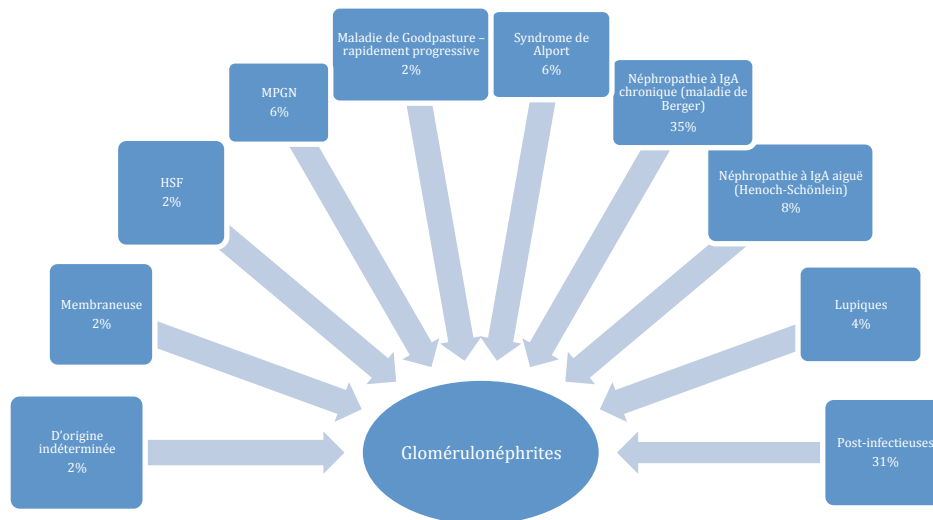 Maladie de Goodpasture –
rapidement progressive
2%
Syndrome de
Alport
6%
MPGN
6%
Néphropathie à IgA
chronique (maladie de
Berger)
35%
HSF
2%
Néphropathie à IgA aiguë
(Henoch-Schönlein)
8%
Membraneuse
2%
Lupiques
4%
D'origine
indéterminée
2%
Glomérulonéphrites
Post-infectieuses
31%